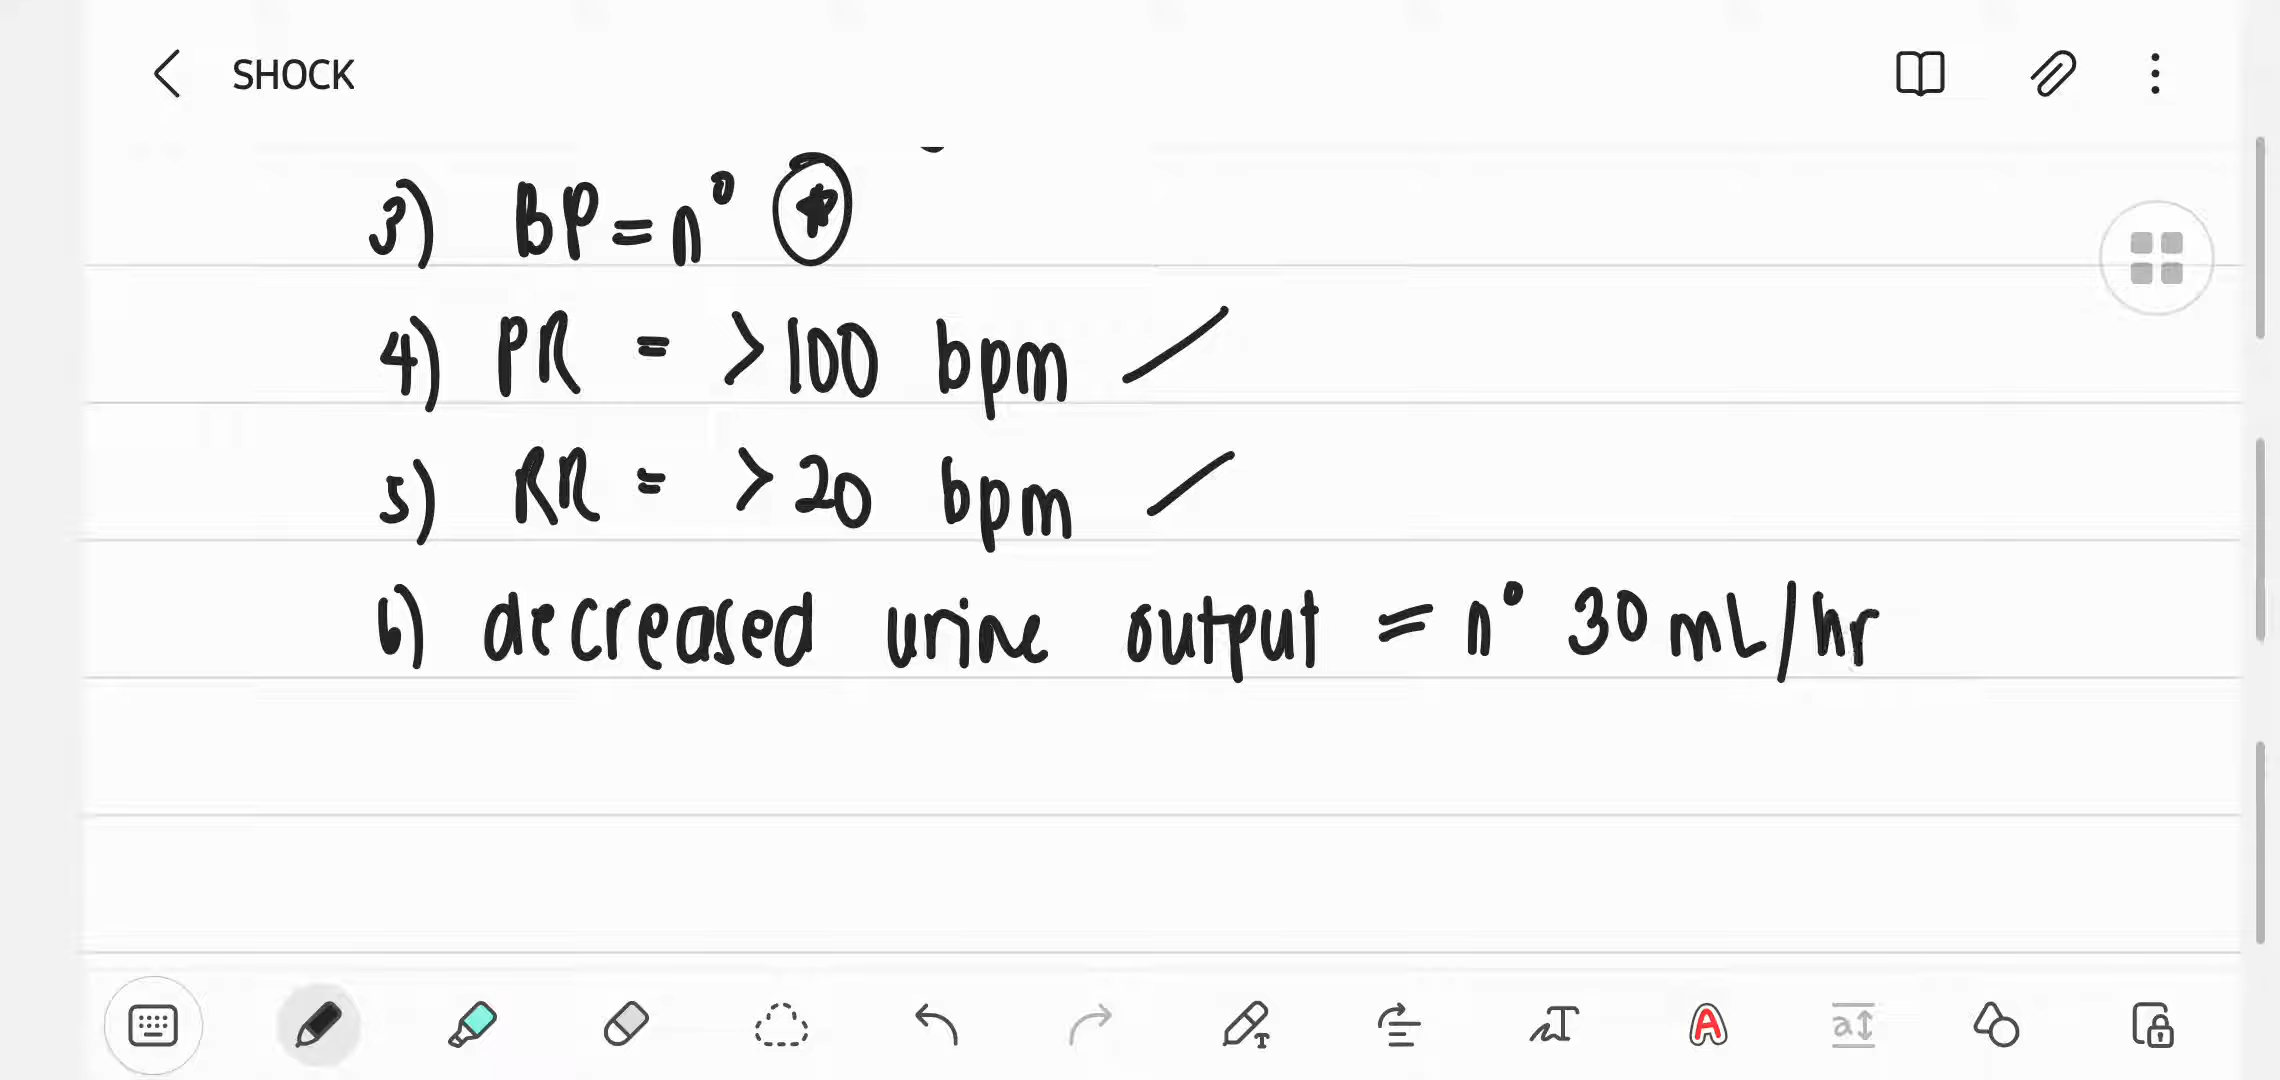 SHOCK
3) BP = n°
4) PR = >100 bpm
5) RR = >20 bpm
6) decreased urine output = n° 30 mL/hr